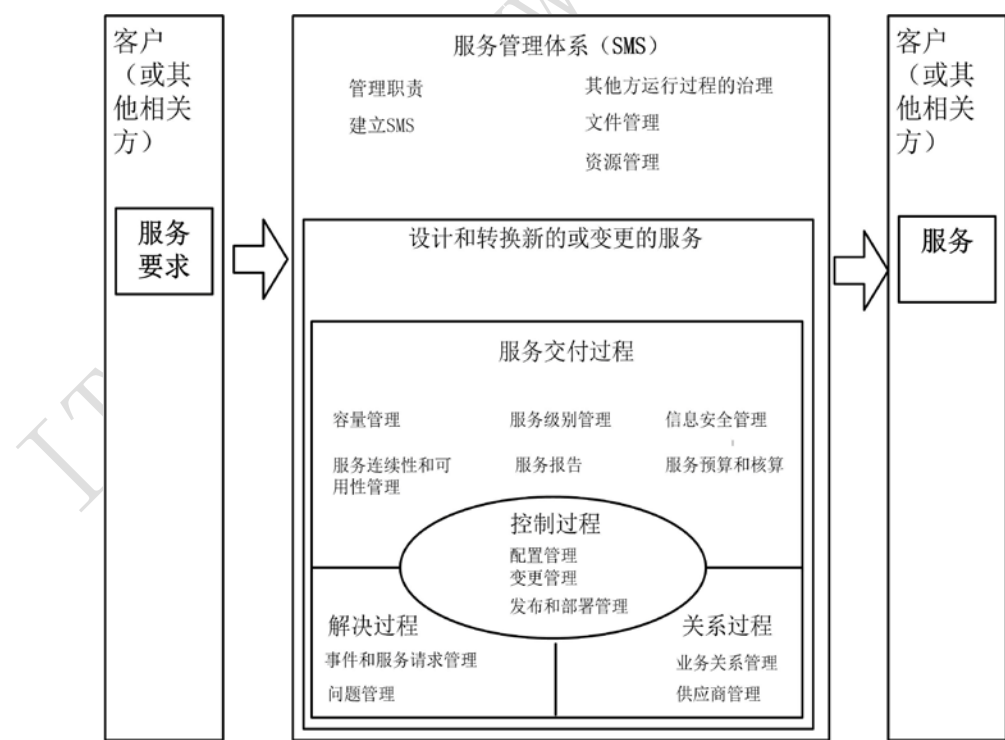 客户
（或其
他相关
方）
服务
要求
服务管理体系（SMS）
管理职责
其他方运行过程的治理
建立SMS
文件管理
资源管理
设计和转换新的或变更的服务
服务交付过程
容量管理
服务级别管理
信息安全管理
服务连续性和可
用性管理
服务报告
服务预算和核算
控制过程
配置管理
变更管理
发布和部署管理
解决过程
事件和服务请求管理
问题管理
关系过程
业务关系管理
供应商管理
客户
（或其
他相关
方）
服务
IT